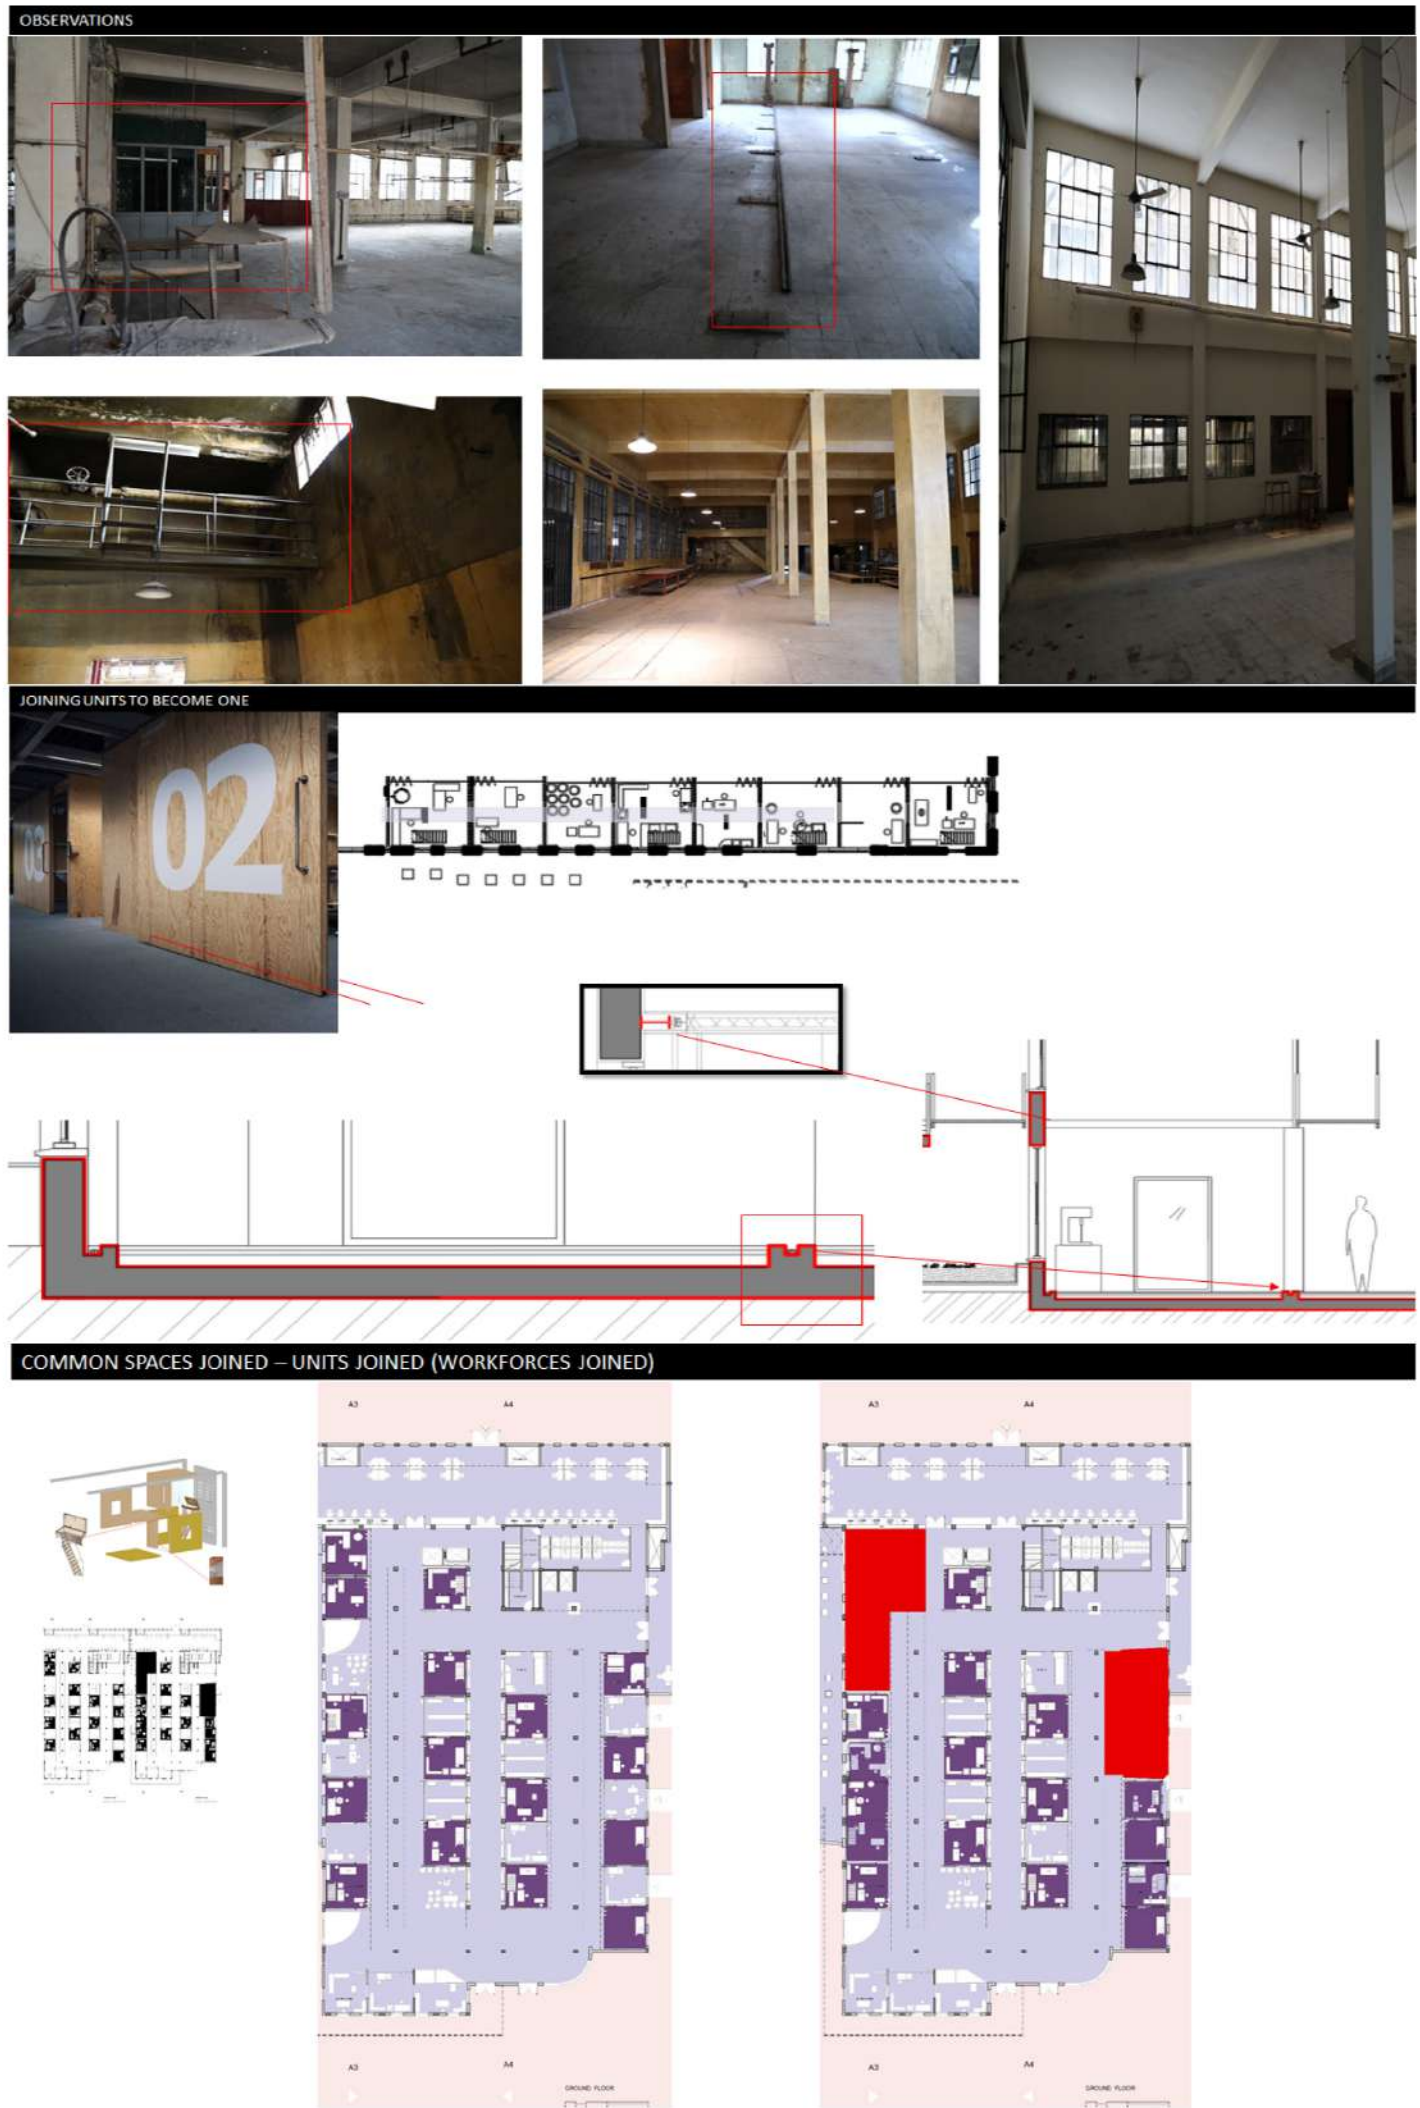 OBSERVATIONS
JOINING UNITS TO BECOME ONE
02
03
COMMON SPACES JOINED – UNITS JOINED (WORKFORCES JOINED)
A3 A4
A3 A4
A3 A4
A3 A4
GROUND FLOOR
GROUND FLOOR